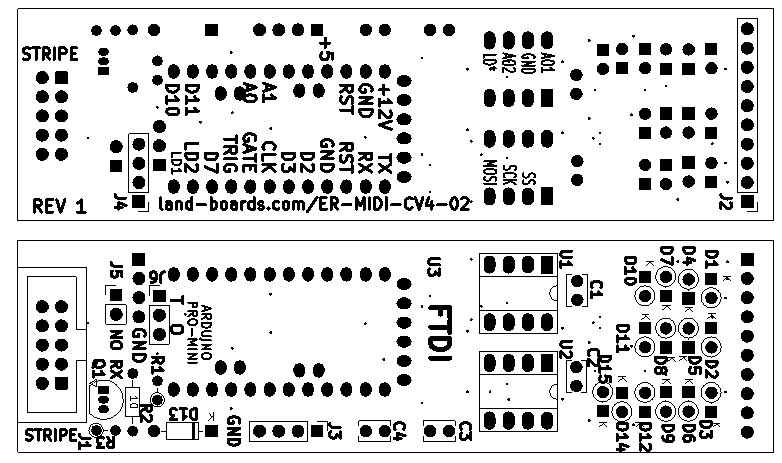 STRIPE
+5
D10
D11
A0
A1
RST
GND
+12V
LD*
A02
GND
A01
LD1
LD2
D7
TRIG
GATE
CLK
D3
D2
GND
RST
RX
TX
MOSI
SCK
SS
REV 1
J4
land-boards.com/ER-MIDI-CV4-02
J2
J5
J6
T
O
NO
GND
RX
ARDUINO
PRO-MINI
U3
FTDI
U1
C1
U2
C2
D10
D7
D4
D1
K
D11
D8
D5
D2
D15
K
D14
D12
D9
D6
D3
K
Q1
R1
10
R2
D13
K
GND
J3
C4
C3
STRIPE
J1
R3